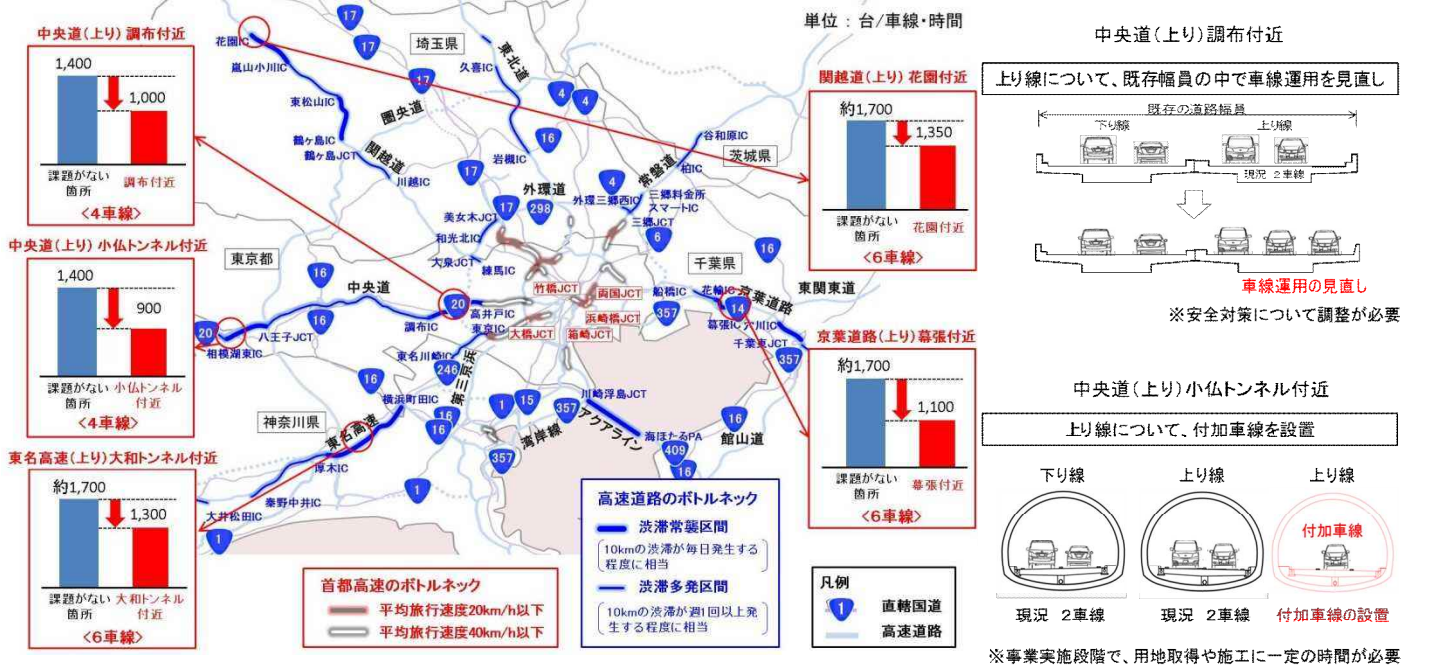 単位：台/車線・時間
中央道(上り) 調布付近
1,400
1,000
課題がない
箇所
調布付近
<4車線>
中央道(上り) 小仏トンネル付近
1,400
900
課題がない
箇所
小仏トンネル
付近
<4車線>
東名高速(上り)大和トンネル付近
約1,700
1,300
課題がない
箇所
大和トンネル
付近
<6車線>
花園IC
嵐山小川IC
東松山IC
鶴ヶ島IC
鶴ヶ島JCT
関越道
川越IC
圏央道
埼玉県
17
17
17
17
17
久喜IC
東北道
4
4
16
岩槻IC
外環道
298
美女木JCT
和光北IC
大泉JCT
練馬IC
谷和原IC
茨城県
柏IC
常磐道
4
外環三郷西IC
三郷料金所
スマートIC
三郷JCT
6
16
千葉県
東関東道
東京都
16
16
中央道
20
20
八王子JCT
相模湖東IC
調布IC
高井戸IC
東京IC
竹橋JCT
両国JCT
浜崎橋JCT
大橋JCT
箱崎JCT
船橋IC
花輪IC
京葉道路
14
357
幕張IC
穴川IC
千葉東JCT
357
東名川崎IC
246
第三京浜
16
横浜町田IC
16
16
神奈川県
東名高速
厚木IC
秦野中井IC
大井松田IC
1
1
1
15
357
357
湾岸線
川崎浮島JCT
アクアライン
海ほたるPA
409
16
16
館山道
首都高速のボトルネック
平均旅行速度20km/h以下
平均旅行速度40km/h以下
高速道路のボトルネック
渋滞常襲区間
10kmの渋滞が毎日発生する
程度に相当
渋滞多発区間
10kmの渋滞が週1回以上発
生する程度に相当
凡例
1
直轄国道
高速道路
関越道(上り) 花園付近
約1,700
1,350
課題がない
箇所
花園付近
<6車線>
京葉道路(上り)幕張付近
約1,700
1,100
課題がない
箇所
幕張付近
<6車線>
中央道(上り)調布付近
上り線について、既存幅員の中で車線運用を見直し
既存の道路幅員
下り線
上り線
現況 2車線
車線運用の見直し
※安全対策について調整が必要
中央道(上り)小仏トンネル付近
上り線について、付加車線を設置
下り線
上り線
上り線
付加車線
現況 2車線
現況 2車線
付加車線の設置
※事業実施段階で、用地取得や施工に一定の時間が必要